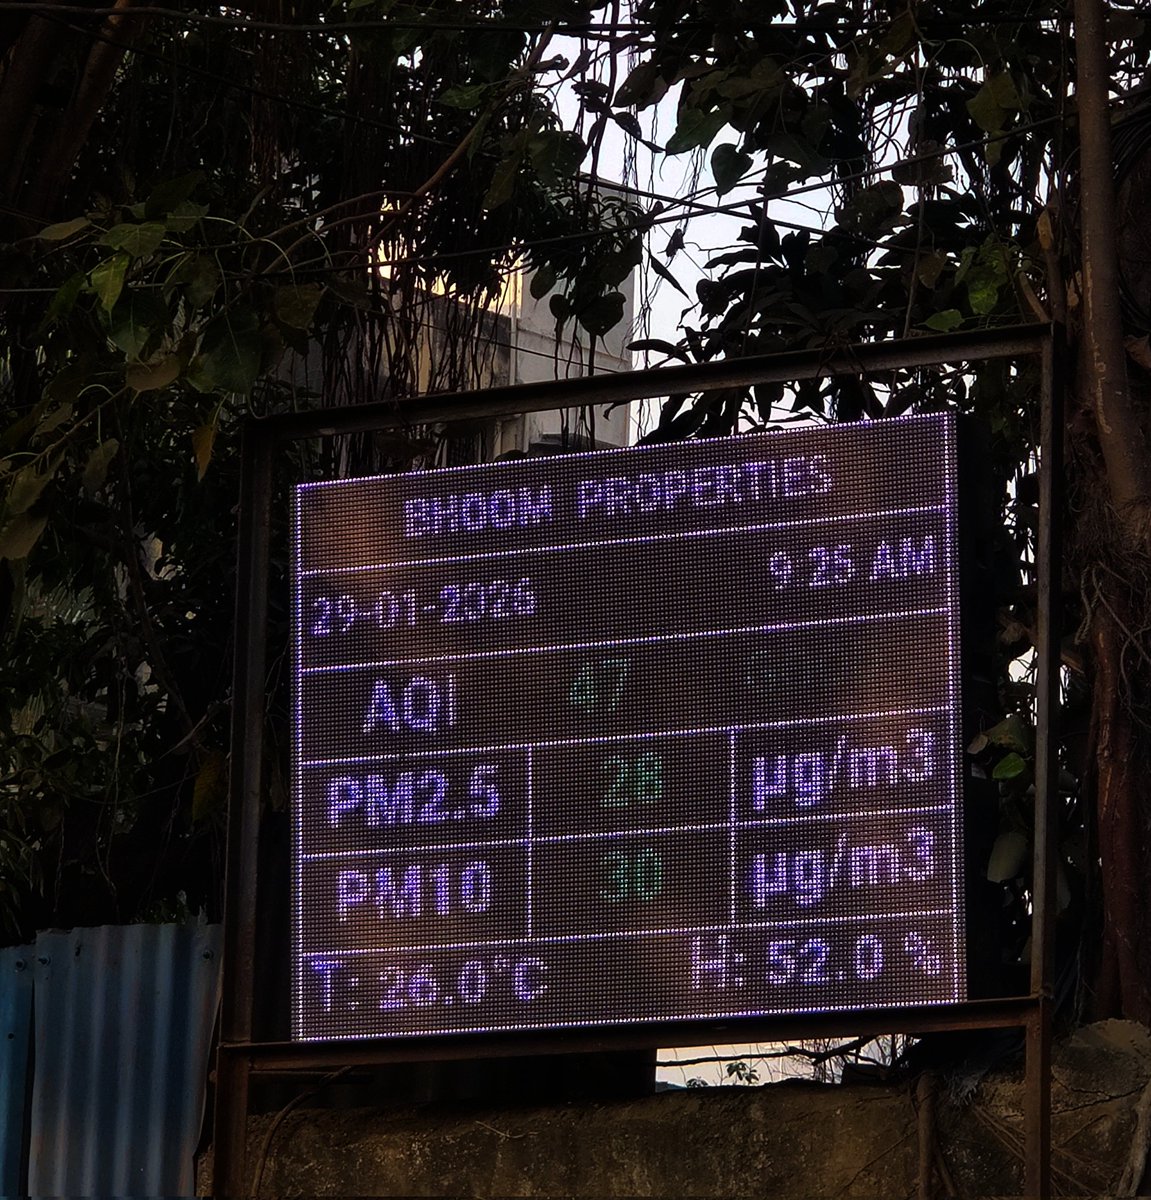 BHOOM PROPERTIES
29-01-2026 9:25 AM
AQI 47
PM2.5 28 µg/m3
PM10 30 µg/m3
T: 26.0°C H: 52.0 %